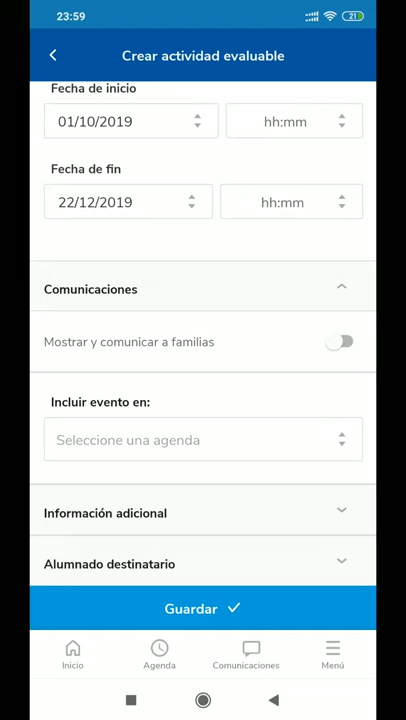 23:59
21
Crear actividad evaluable
Fecha de inicio
01/10/2019 hh:mm
Fecha de fin
22/12/2019 hh:mm
Comunicaciones
Mostrar y comunicar a familias
Incluir evento en:
Seleccione una agenda
Información adicional
Alumnado destinatario
Guardar
Inicio Agenda Comunicaciones Menú